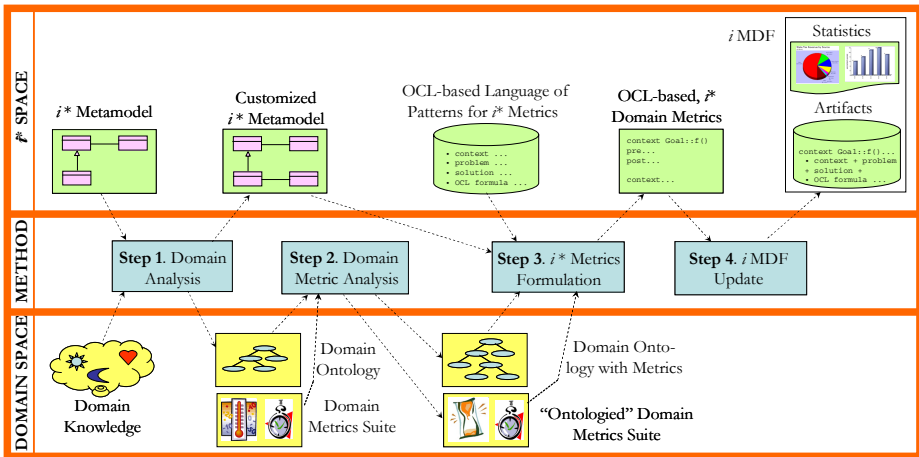 i* SPACE
i* Metamodel
Customized
i* Metamodel
OCL-based Language of
Patterns for i* Metrics
• context ...
• problem ...
• solution ...
• OCL formula ...
OCL-based, i*
Domain Metrics
context Goal::f()
pre...
post...
context...
i MDF
Statistics
Artifacts
context Goal::f()...
• context + problem
+ solution +
• OCL formula ...
METHOD
Step 1. Domain
Analysis
Step 2. Domain
Metric Analysis
Step 3. i* Metrics
Formulation
Step 4. i MDF
Update
DOMAIN SPACE
Domain
Knowledge
Domain
Ontology
Domain
Metrics Suite
Domain Onto-
logy with Metrics
“Ontologied” Domain
Metrics Suite